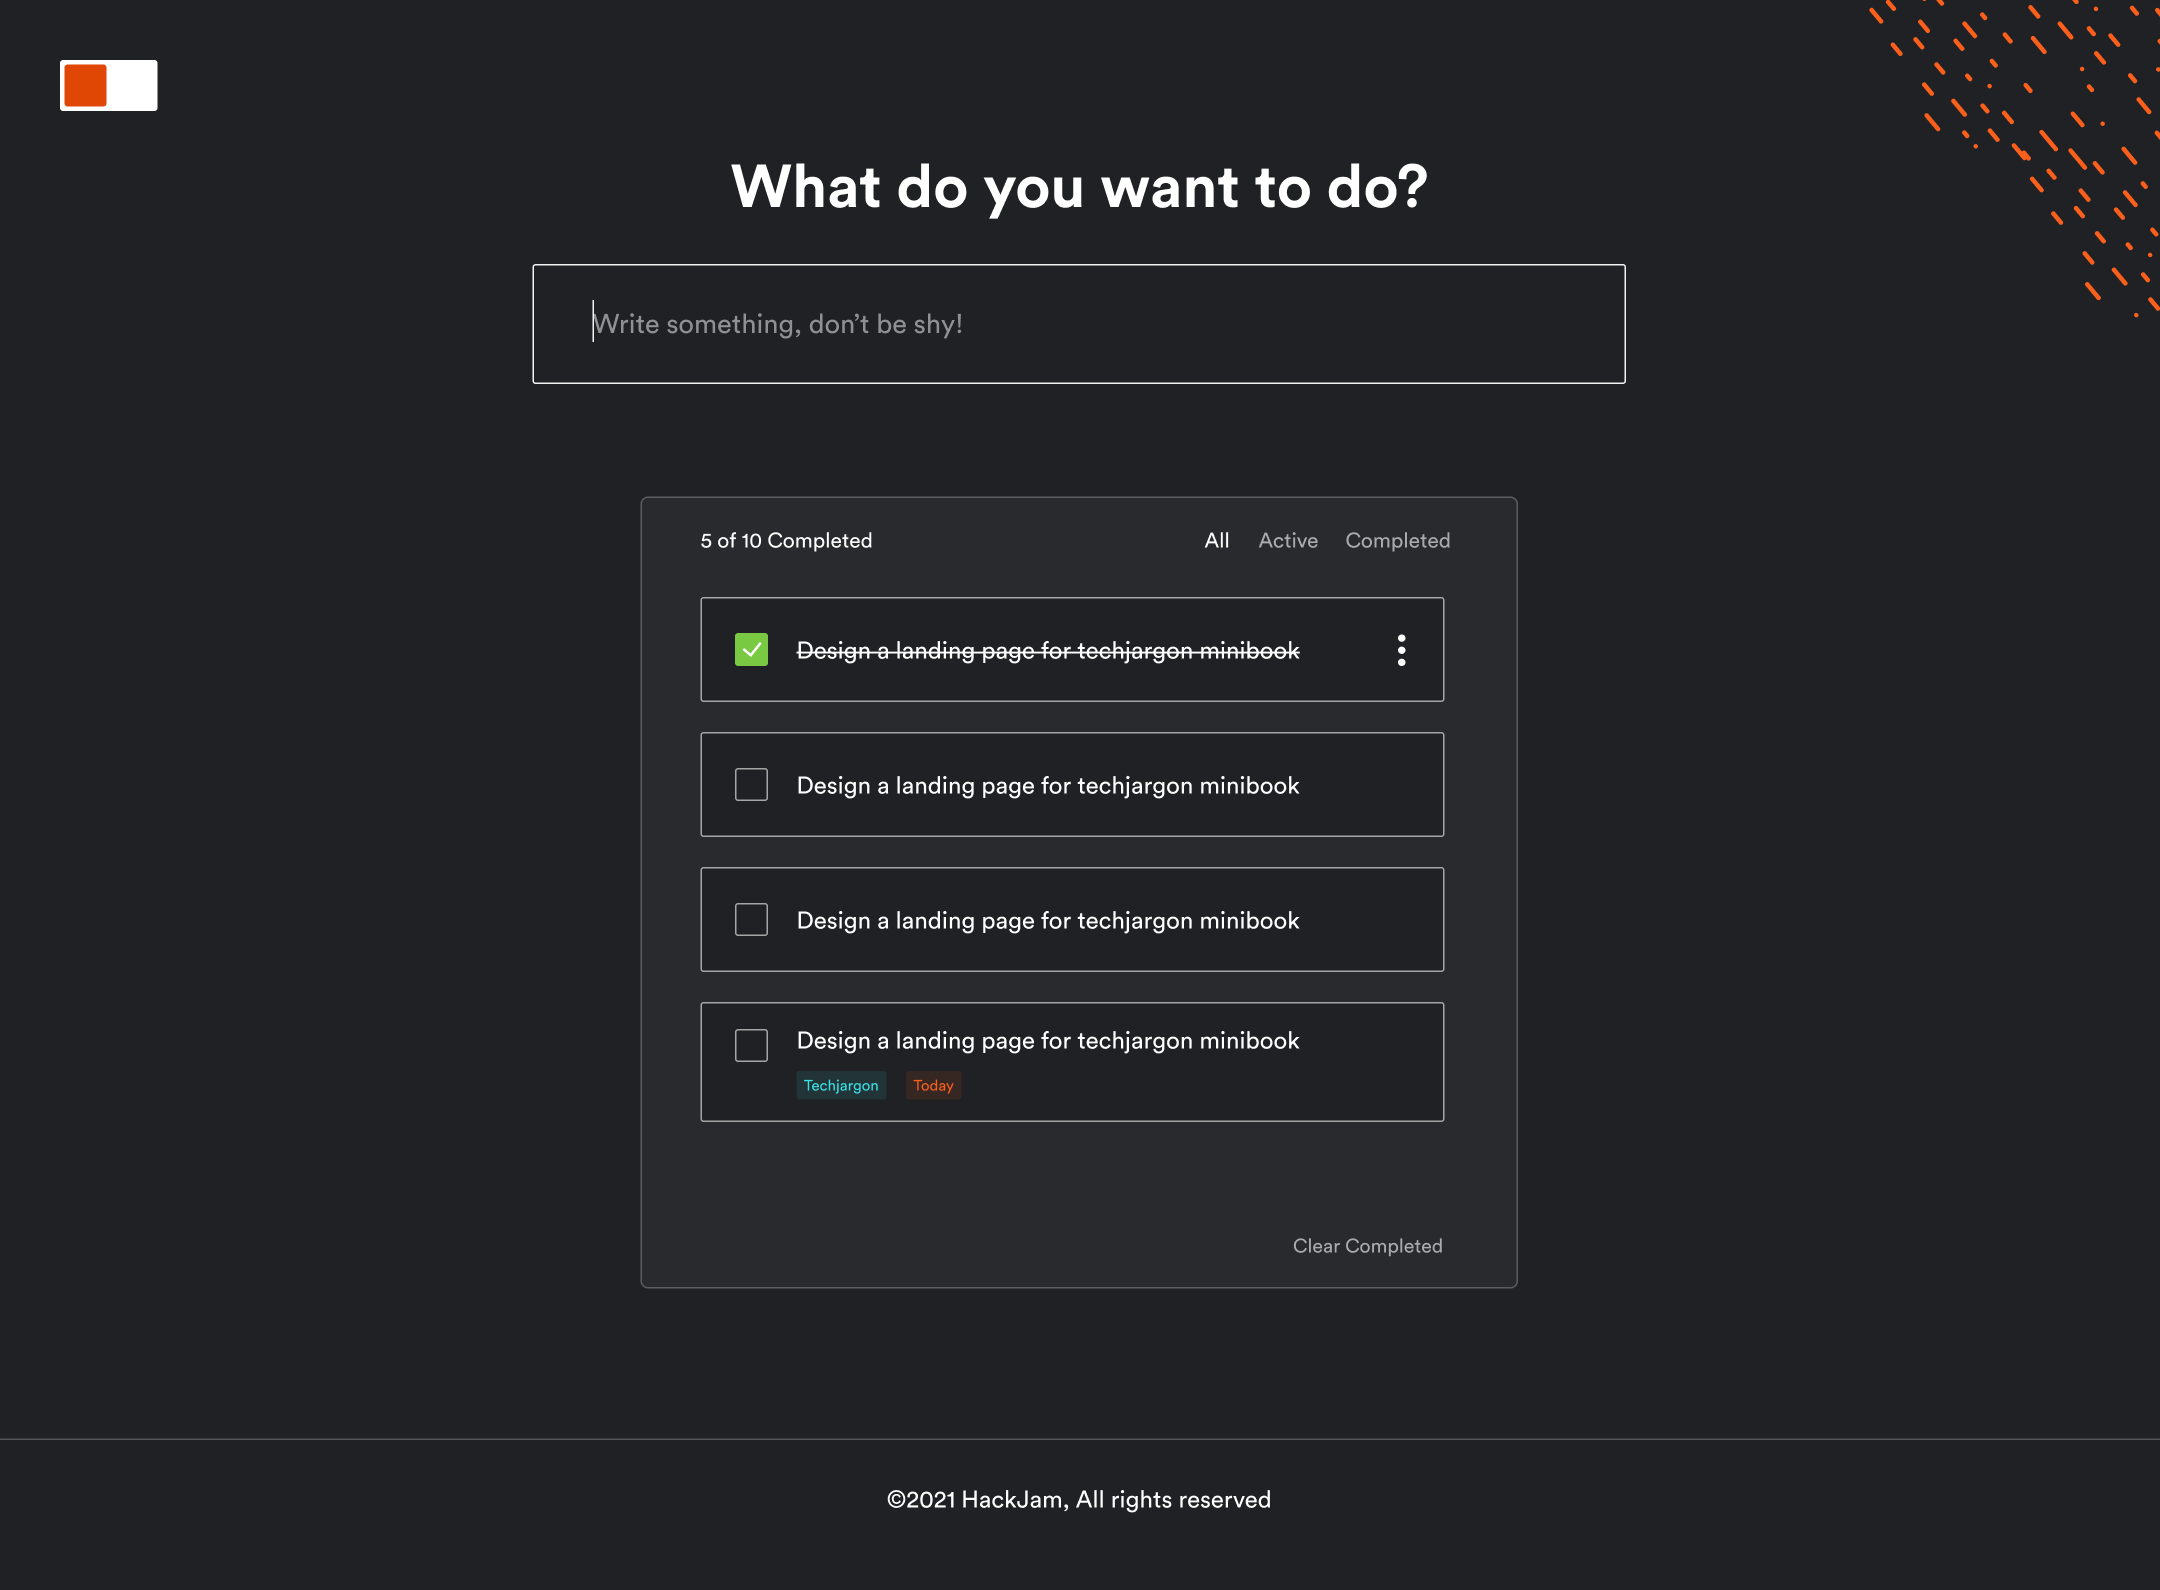 What do you want to do?
Write something, don’t be shy!
5 of 10 Completed
All Active Completed
Design a landing page for techjargon minibook
Design a landing page for techjargon minibook
Design a landing page for techjargon minibook
Design a landing page for techjargon minibook
Techjargon Today
Clear Completed
©2021 HackJam, All rights reserved